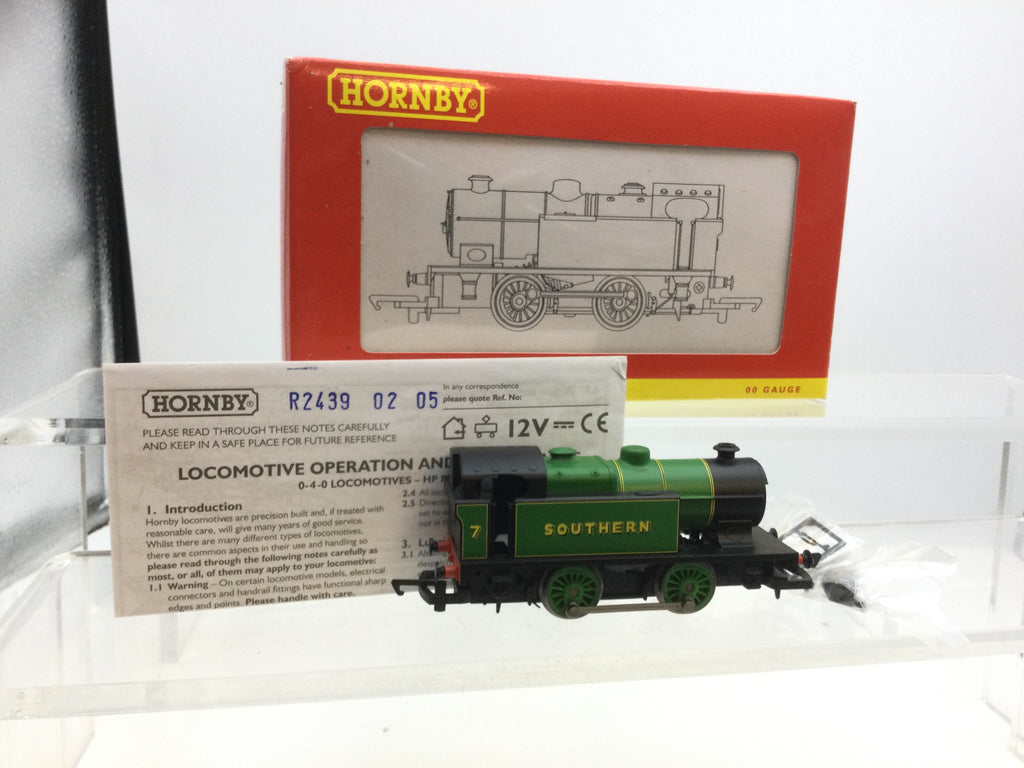 HORNBY®
00 GAUGE
HORNBY®
R2439 02 05
In any correspondence
please quote Ref. No:
12V CE
PLEASE READ THROUGH THESE NOTES CAREFULLY
AND KEEP IN A SAFE PLACE FOR FUTURE REFERENCE
LOCOMOTIVE OPERATION AND
0-4-0 LOCOMOTIVES – HP
1. Introduction
Hornby locomotives are precision built and, if treated with
reasonable care, will give many years of good service.
Whilst there are many different types of locomotives,
there are common aspects in their use and handling so
please read through the following notes carefully as
most, or all, of them may apply to your locomotive:
1.1 Warning – On certain locomotive models, electrical
connectors and handrail fittings have functional sharp
edges and points. Please handle with care.
2.4 All
2.5
set to
not in
3.
3.1
7
SOUTHERN